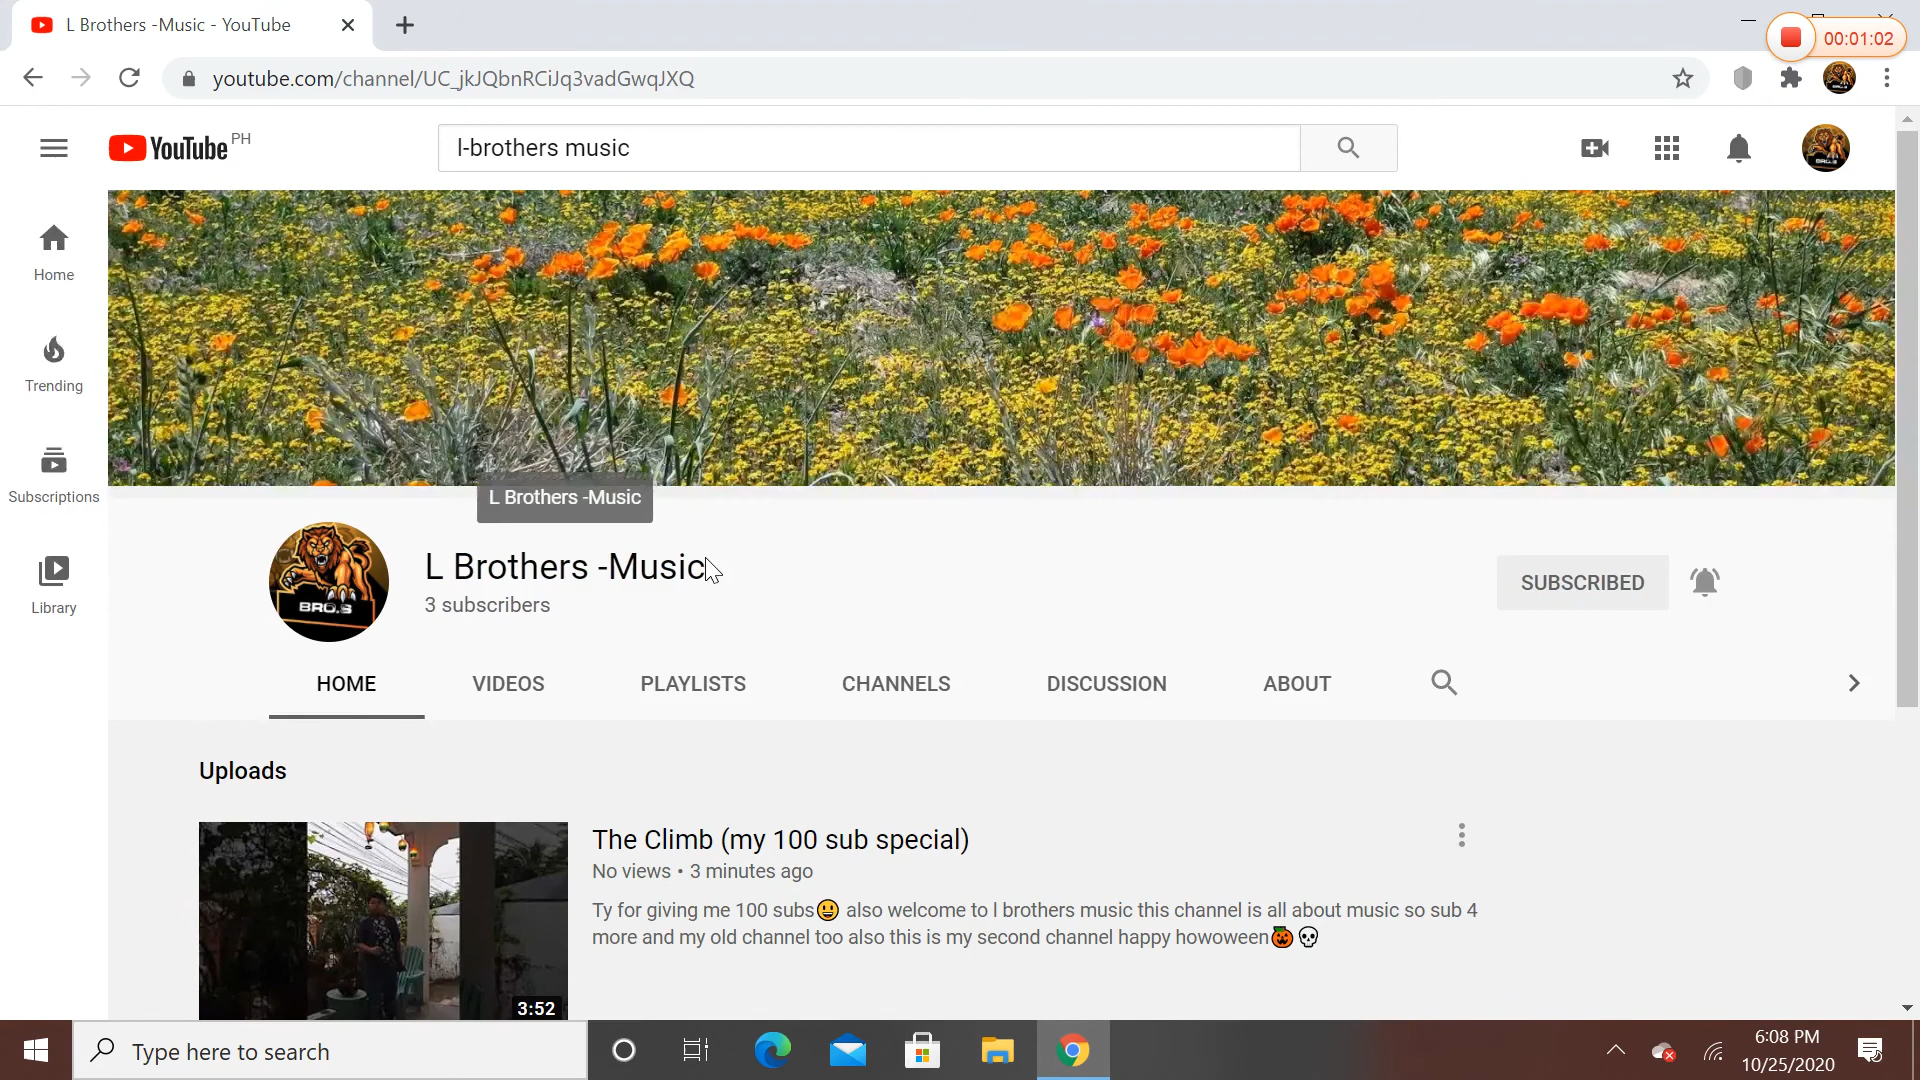 L Brothers -Music - YouTube
00:01:02
youtube.com/channel/UC_jkJQbnRCiJq3vadGwqJXQ
YouTube PH
l-brothers music
Home
Trending
Subscriptions
Library
L Brothers -Music
BRO.S
L Brothers -Music
3 subscribers
SUBSCRIBED
HOME
VIDEOS
PLAYLISTS
CHANNELS
DISCUSSION
ABOUT
Uploads
The Climb (my 100 sub special)
No views • 3 minutes ago
Ty for giving me 100 subs😀 also welcome to l brothers music this channel is all about music so sub 4
more and my old channel too also this is my second channel happy howoween🎃💀
3:52
Type here to search
6:08 PM
10/25/2020